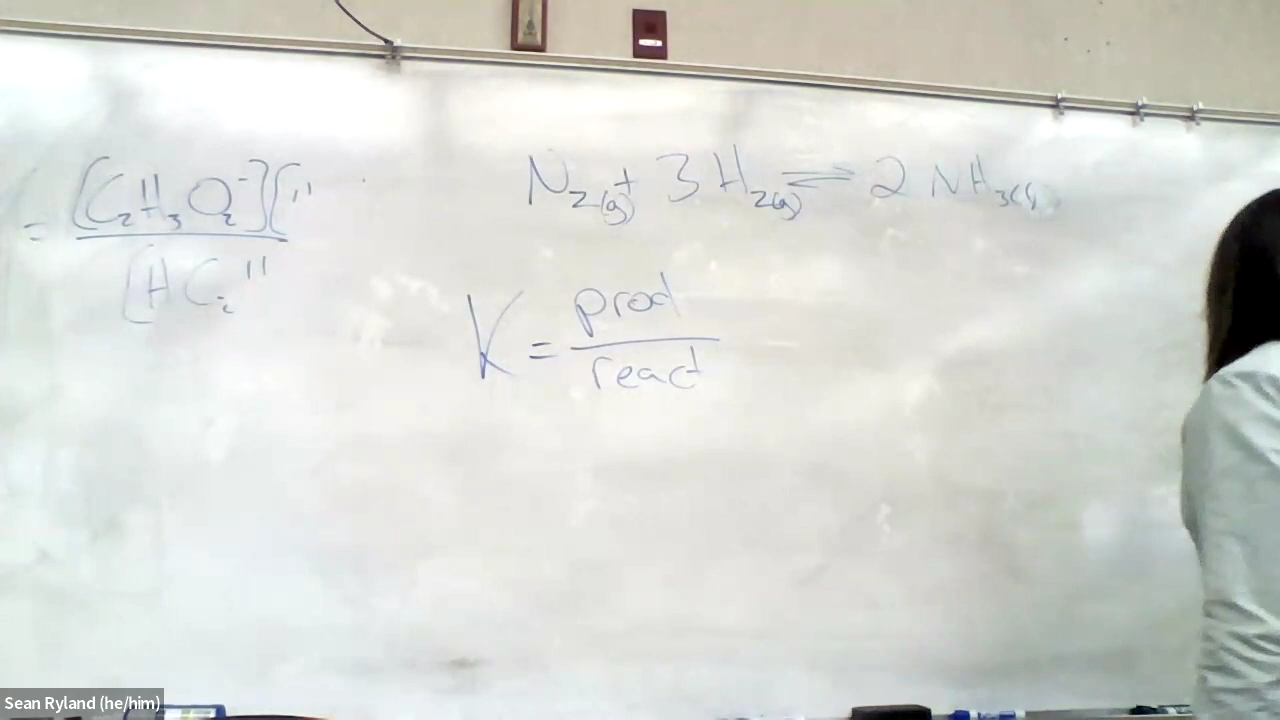 = [C₂H₃O₂⁻]["
[HC₂"
N₂(g) + 3 H₂(g) ⇌ 2 NH₃(
K = prod
react
Sean Ryland (he/him)